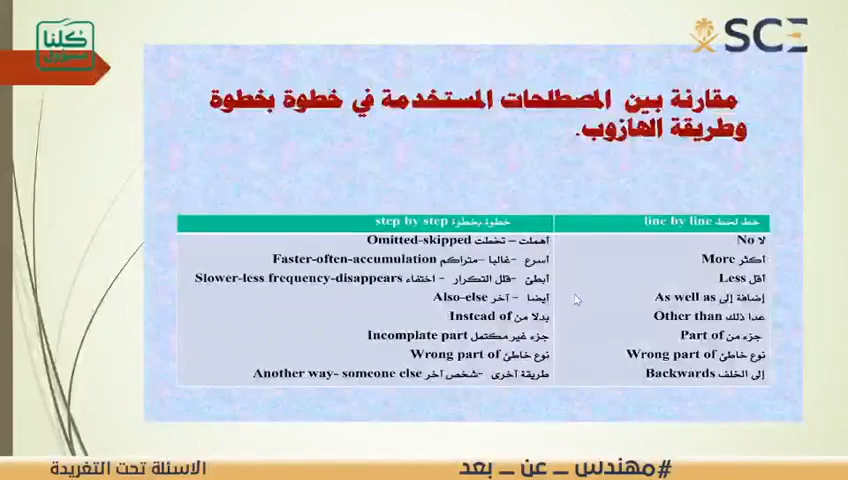 كلنا
مسؤول
SCE
مقارنة بين المصطلحات المستخدمة في خطوة بخطوة
وطريقة الهازوب.
خط لخط line by line
خطوة بخطوة step by step
لا No
أهملت – تخطت Omitted-skipped
أكثر More
أسرع -غالبا -متراكم Faster-often-accumulation
أقل Less
أبطئ -قلل التكرار - اختفاء Slower-less frequency-disappears
إضافة إلى As well as
أيضا - آخر Also-else
عدا ذلك Other than
بدلا من Instead of
جزء من Part of
جزء غير مكتمل Incomplate part
نوع خاطئ Wrong part of
نوع خاطئ Wrong part of
إلى الخلف Backwards
طريقة أخرى -شخص آخر Another way- someone else
#مهندس _ عن _ بعد
الاسئلة تحت التغريدة